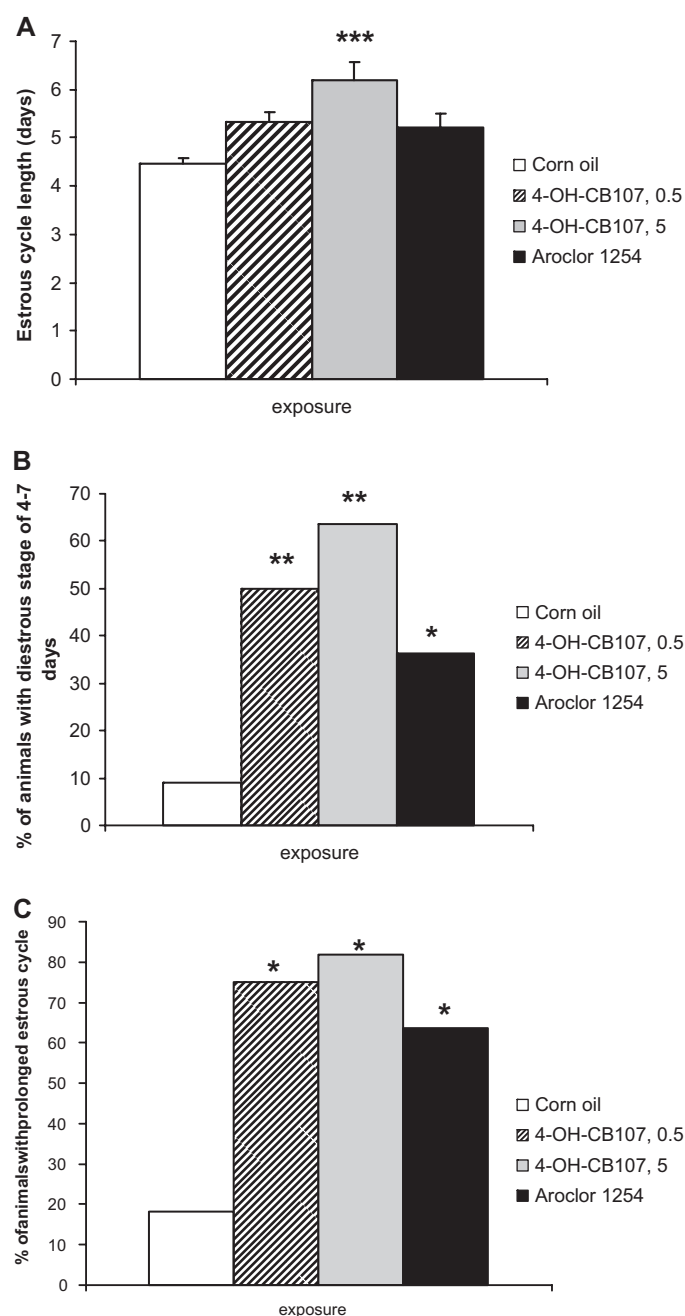 A
Estrous cycle length (days)
7
6
5
4
3
2
1
0
***
exposure
Corn oil
4-OH-CB107, 0.5
4-OH-CB107, 5
Aroclor 1254
B
% of animals with diestrous stage of 4-7
days
70
60
50
40
30
20
10
0
**
**
*
exposure
Corn oil
4-OH-CB107, 0.5
4-OH-CB107, 5
Aroclor 1254
C
% ofanimalswithprolonged estrous cycle
90
80
70
60
50
40
30
20
10
0
*
*
*
exposure
Corn oil
4-OH-CB107, 0.5
4-OH-CB107, 5
Aroclor 1254